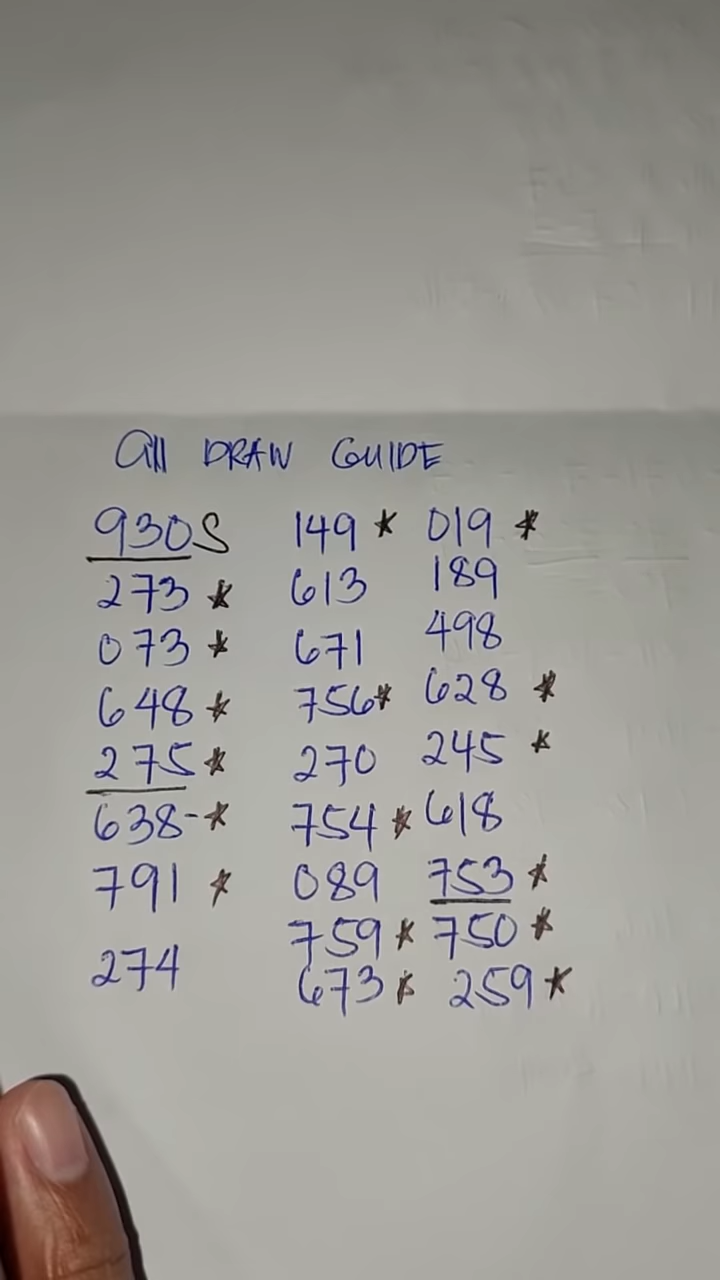 all DRAW GUIDE
930S 149 * 019 *
273 * 613 189
073 * 671 498
648 * 756* 628 *
275 * 270 245 *
638-* 754 * 618
791 * 089 753 *
274 759 * 750 *
673 * 259 *